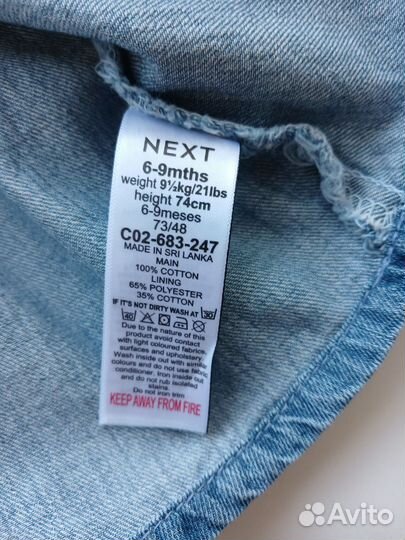 NEXT
6-9mths
weight 9½kg/21lbs
height 74cm
6-9meses
73/48
C02-683-247
MADE IN SRI LANKA
MAIN
100% COTTON
LINING
65% POLYESTER
35% COTTON
IF IT'S NOT DIRTY WASH AT 30
40
Due to the nature of this
product avoid contact
with light coloured fabrics,
surfaces and upholstery.
Wash inside out with similar
colours and do not use fabric
conditioner. Iron inside out
and do not rub isolated
stains.
Do not iron trim
KEEP AWAY FROM FIRE
Avito